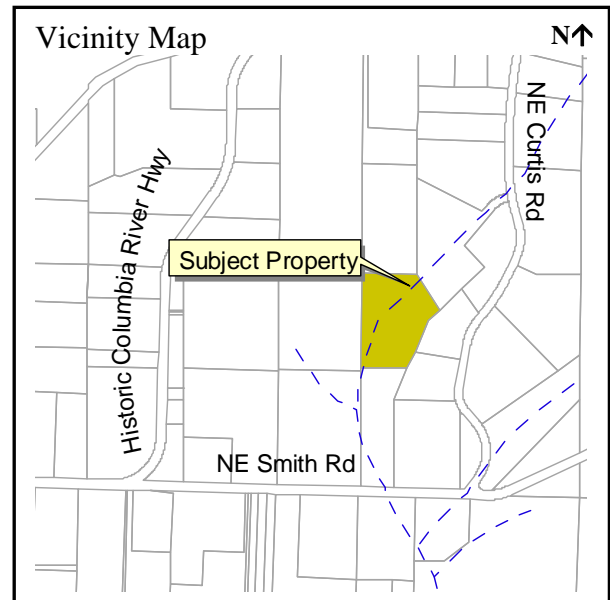 Vicinity Map
N↑
NE Curtis Rd
Historic Columbia River Hwy
Subject Property
NE Smith Rd